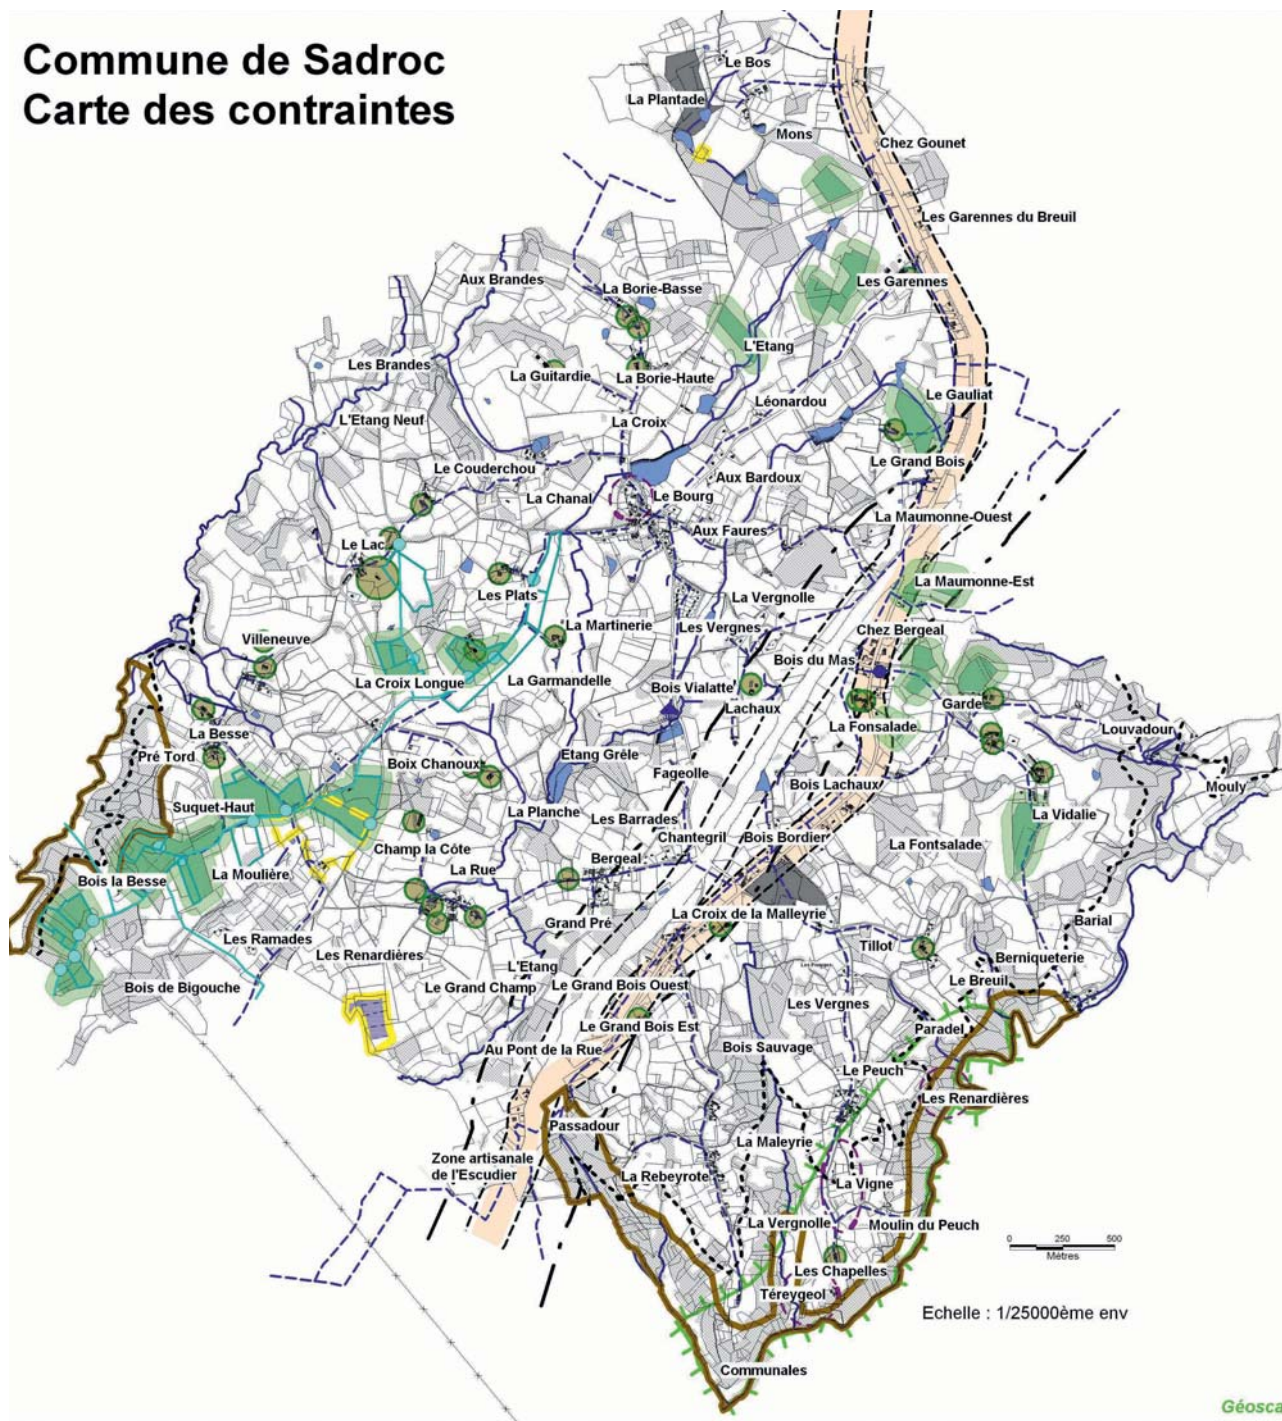 Commune de Sadroc
Carte des contraintes
Le Bos
La Plantade
Mons
Chez Gounet
Les Garennes du Breuil
Aux Brandes
La Borie-Basse
Les Garennes
L'Etang
Les Brandes
La Guitardie
La Borie-Haute
Le Gauliat
Léonardou
L'Etang Neuf
La Croix
Le Couderchou
Le Grand Bois
Aux Bardoux
La Chanal
Le Bourg
La Maumonne-Ouest
Aux Faures
Le Lac
La Maumonne-Est
Les Plats
La Vergnolle
La Martinerie
Les Vergnes
Chez Bergeal
Villeneuve
Bois du Mas
La Croix Longue
La Garmandelle
Bois Vialatte
Lachaux
Garde
La Besse
La Fonsalade
Louvadour
Pré Tord
Etang Grêle
Boix Chanoux
Fageolle
Bois Lachaux
Mouly
Suquet-Haut
La Planche
Les Barrades
La Vidalie
Chantegril
Bois Bordier
Champ la Côte
La Fontsalade
Bergeal
La Rue
Bois la Besse
La Moulière
La Croix de la Malleyrie
Grand Pré
Barial
Les Ramades
Tillot
Les Renardières
Berniqueterie
L'Etang
Le Breuil
Bois de Bigouche
Le Grand Champ
Le Grand Bois Ouest
Les Vergnes
Le Grand Bois Est
Paradel
Au Pont de la Rue
Bois Sauvage
Le Peuch
Les Renardières
Passadour
La Maleyrie
Zone artisanale
de l'Escudier
La Rebeyrote
La Vigne
La Vergnolle
Moulin du Peuch
0 250 500
Mètres
Les Chapelles
Téreygeol
Echelle : 1/25000ème env
Communales
Géosca